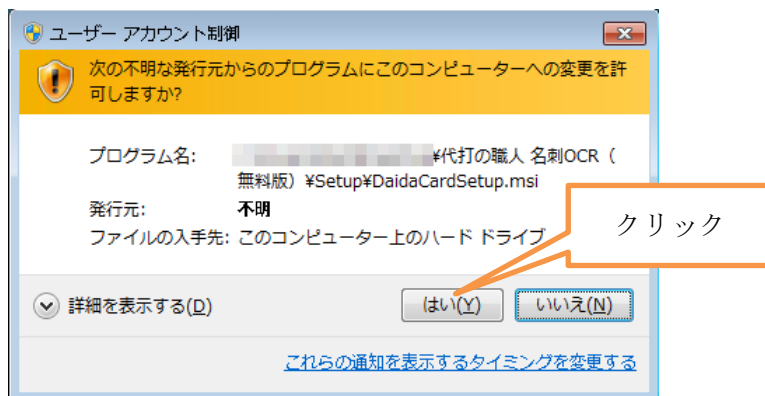 ユーザー アカウント制御
次の不明な発行元からのプログラムにこのコンピューターへの変更を許
可しますか?
プログラム名: ¥代打の職人 名刺OCR（
無料版）¥Setup¥DaidaCardSetup.msi
発行元: 不明
ファイルの入手先: このコンピューター上のハード ドライブ
クリック
詳細を表示する(D) はい(Y) いいえ(N)
これらの通知を表示するタイミングを変更する